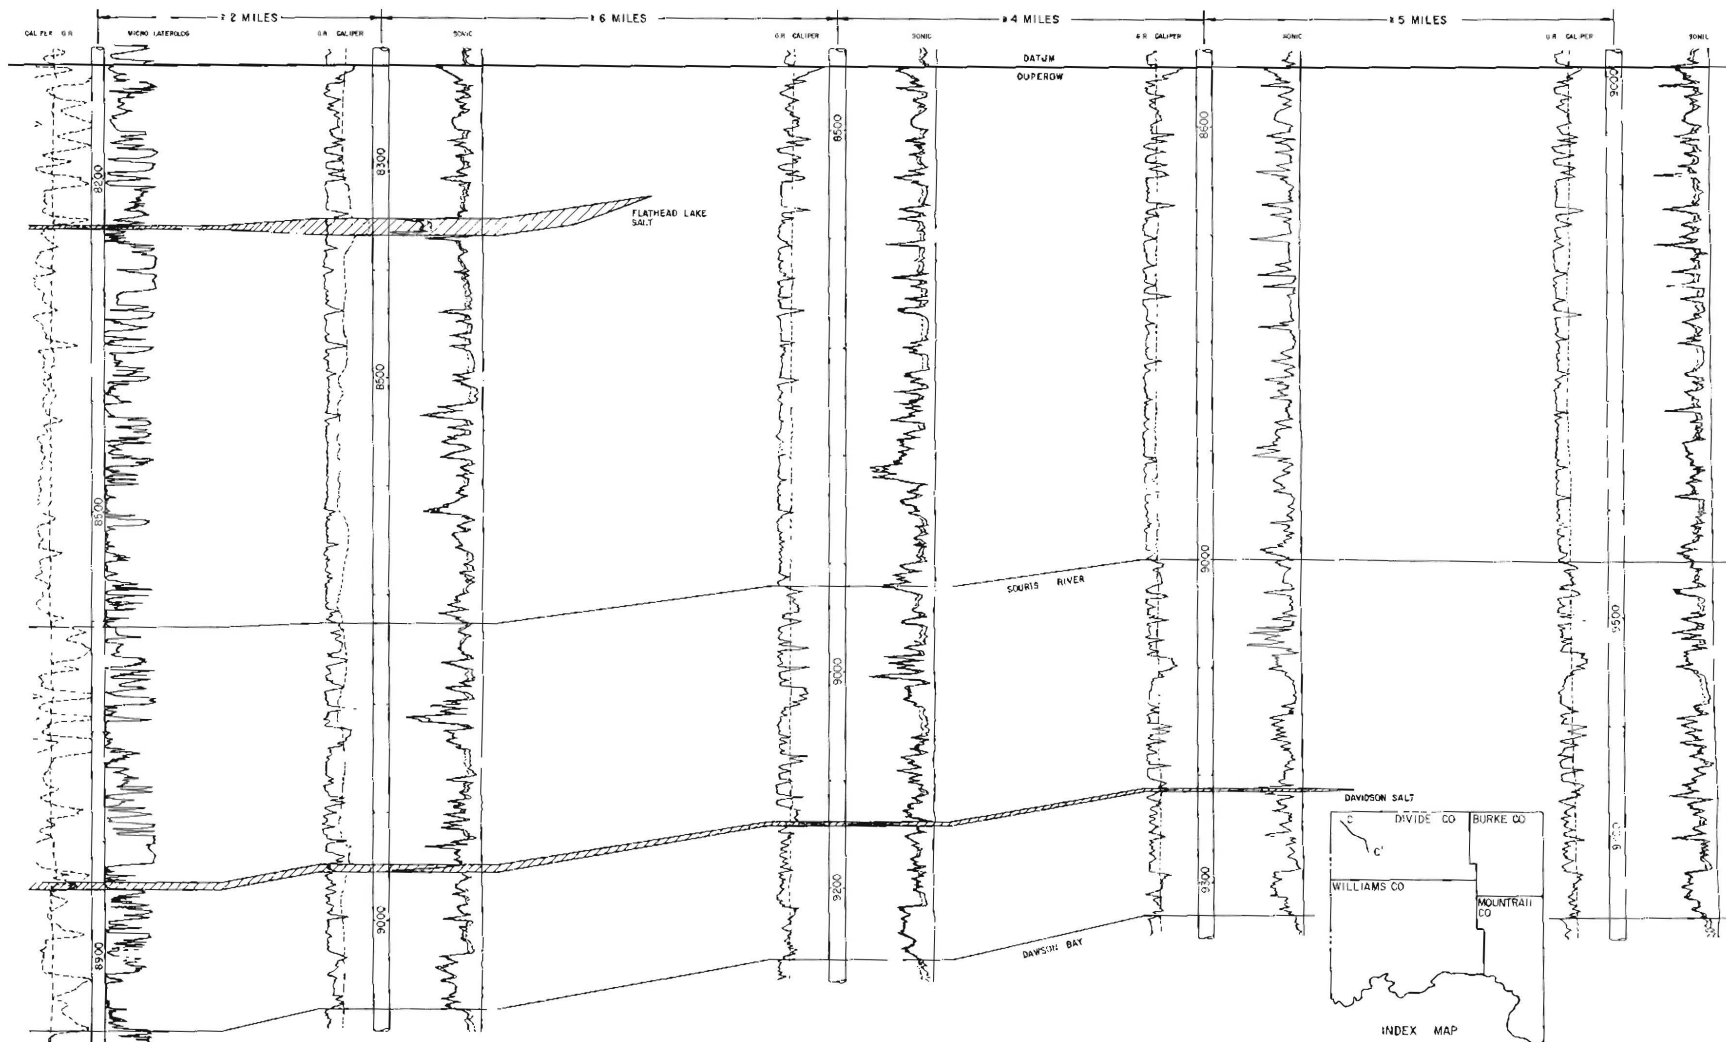 ± 2 MILES
± 6 MILES
± 4 MILES
± 5 MILES
CALIPER G.R.
MICRO LATEROLOG
G.R. CALIPER
SONIC
G.R. CALIPER
SONIC
G.R. CALIPER
SONIC
G.R. CALIPER
SONIC
DATUM
DUPEROW
8200
8300
8500
8600
9000
FLATHEAD LAKE
SALT
8500
SOURIS RIVER
9000
9000
DAVIDSON SALT
9200
9300
8900
9000
DAWSON BAY
C
C'
DIVIDE CO
BURKE CO
WILLIAMS CO
MOUNTRAIL
CO
INDEX MAP